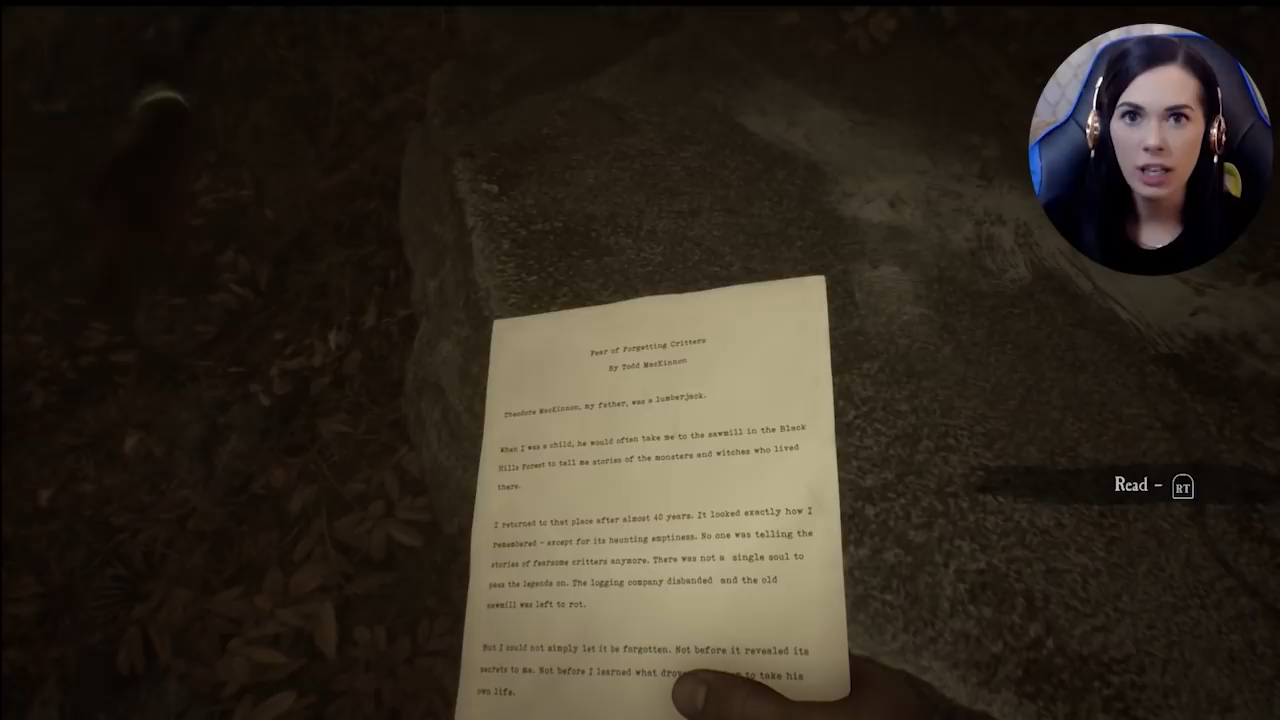 Fear of Forgetting Critters
By Todd MacKinnon
Theodore MacKinnon, my father, was a lumberjack.
When I was a child, he would often take me to the sawmill in the Black
Hills Forest to tell me stories of the monsters and witches who lived
there.
I returned to that place after almost 40 years. It looked exactly how I
remembered - except for its haunting emptiness. No one was telling the
stories of fearsome critters anymore. There was not a single soul to
pass the legends on. The logging company disbanded and the old
sawmill was left to rot.
But I could not simply let it be forgotten. Not before it revealed its
secrets to me. Not before I learned what to take his
own life.
Read - RT